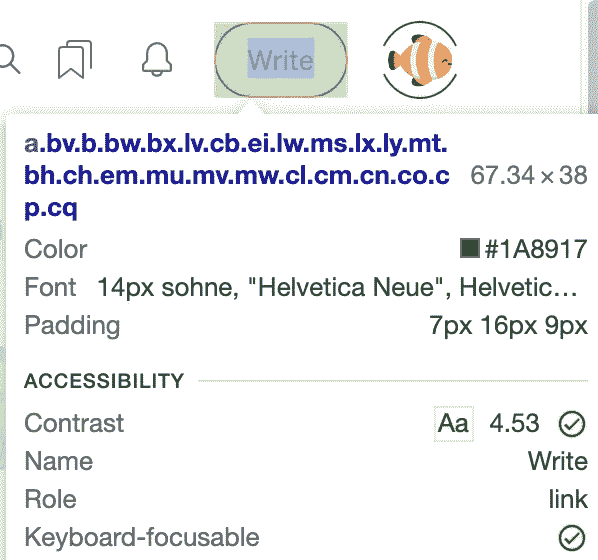 Write
a.bv.b.bw.bx.lv.cb.ei.lw.ms.lx.ly.mt.
bh.ch.em.mu.mv.mw.cl.cm.cn.co.c 67.34 × 38
p.cq
Color #1A8917
Font 14px sohne, "Helvetica Neue", Helvetic...
Padding 7px 16px 9px
ACCESSIBILITY
Contrast Aa 4.53
Name Write
Role link
Keyboard-focusable